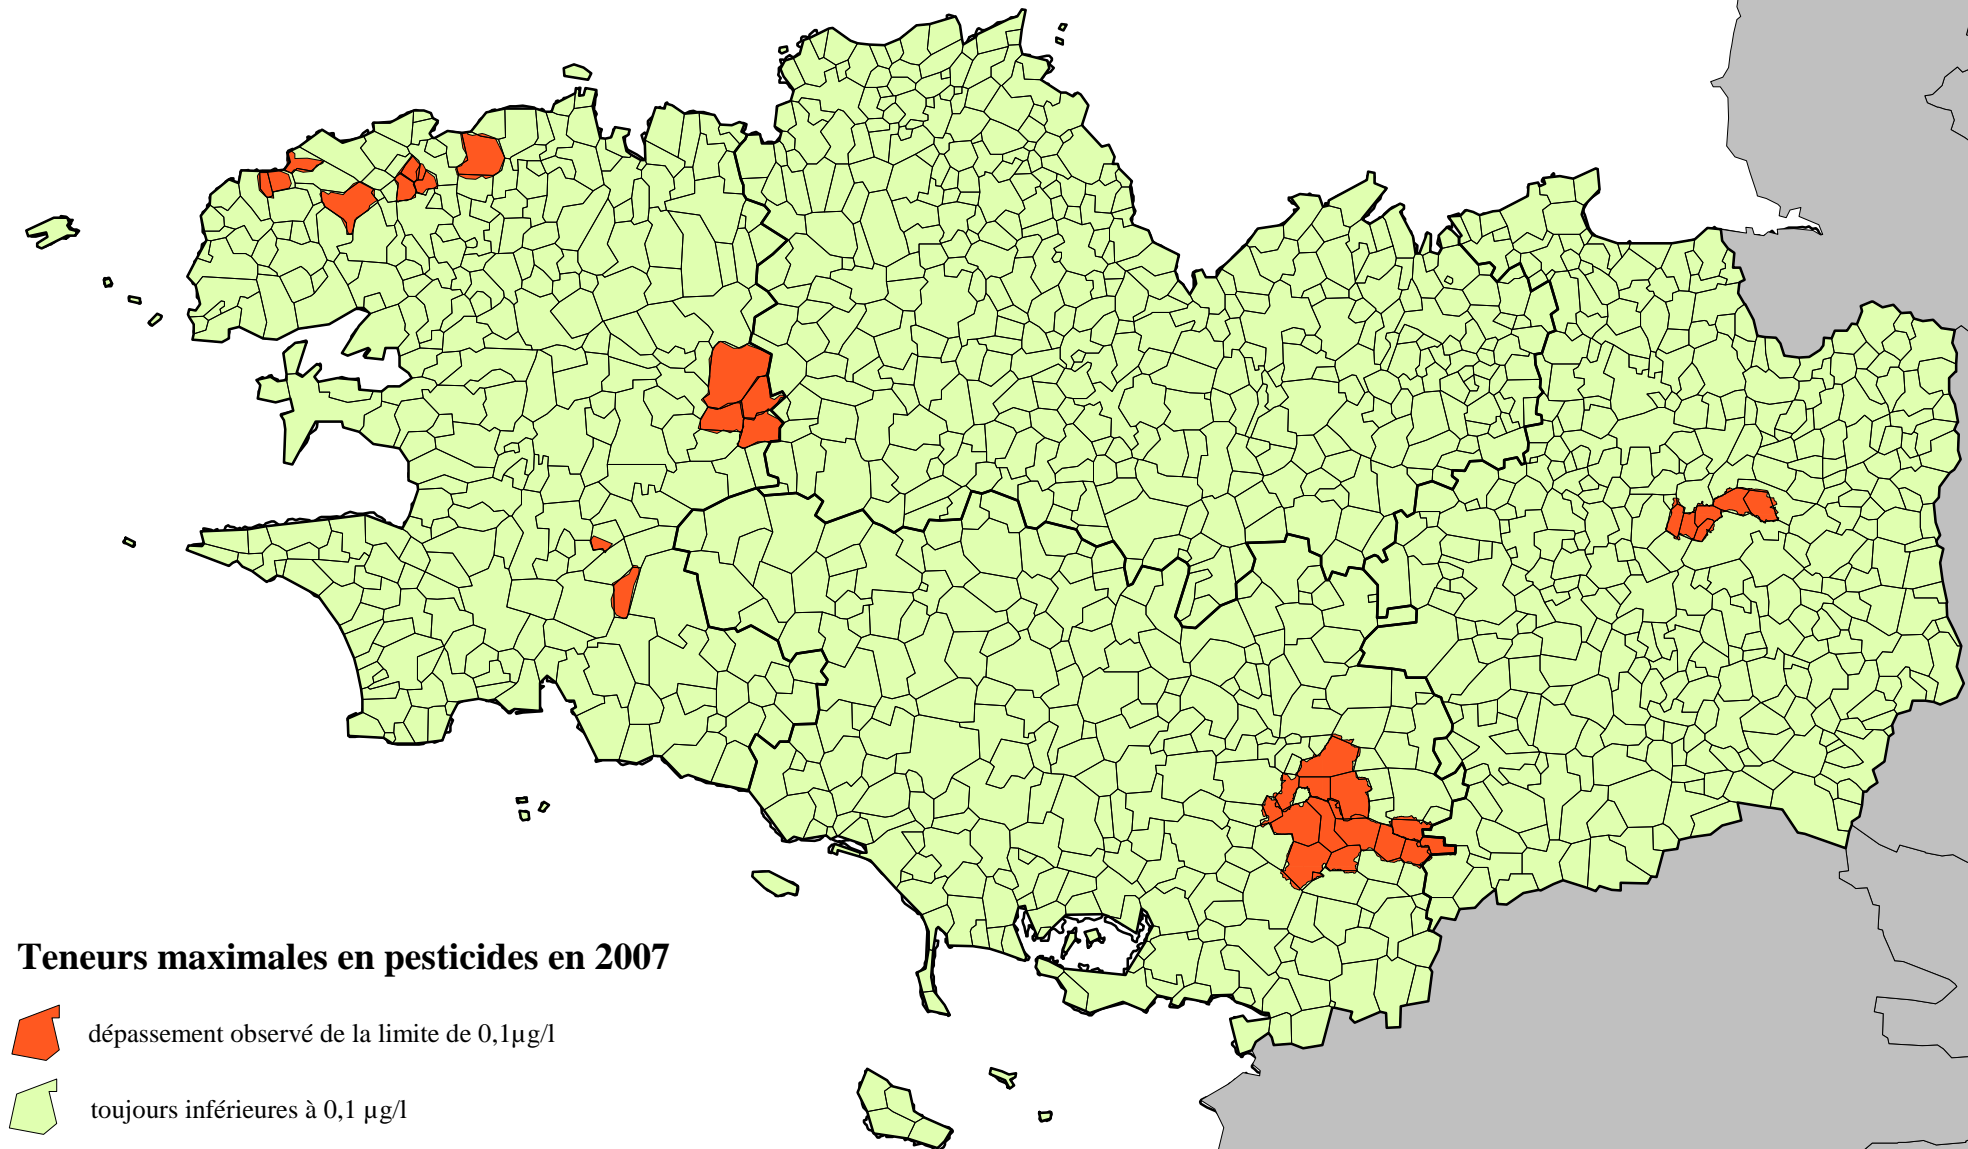 Teneurs maximales en pesticides en 2007
dépassement observé de la limite de 0,1µg/l
toujours inférieures à 0,1 µg/l